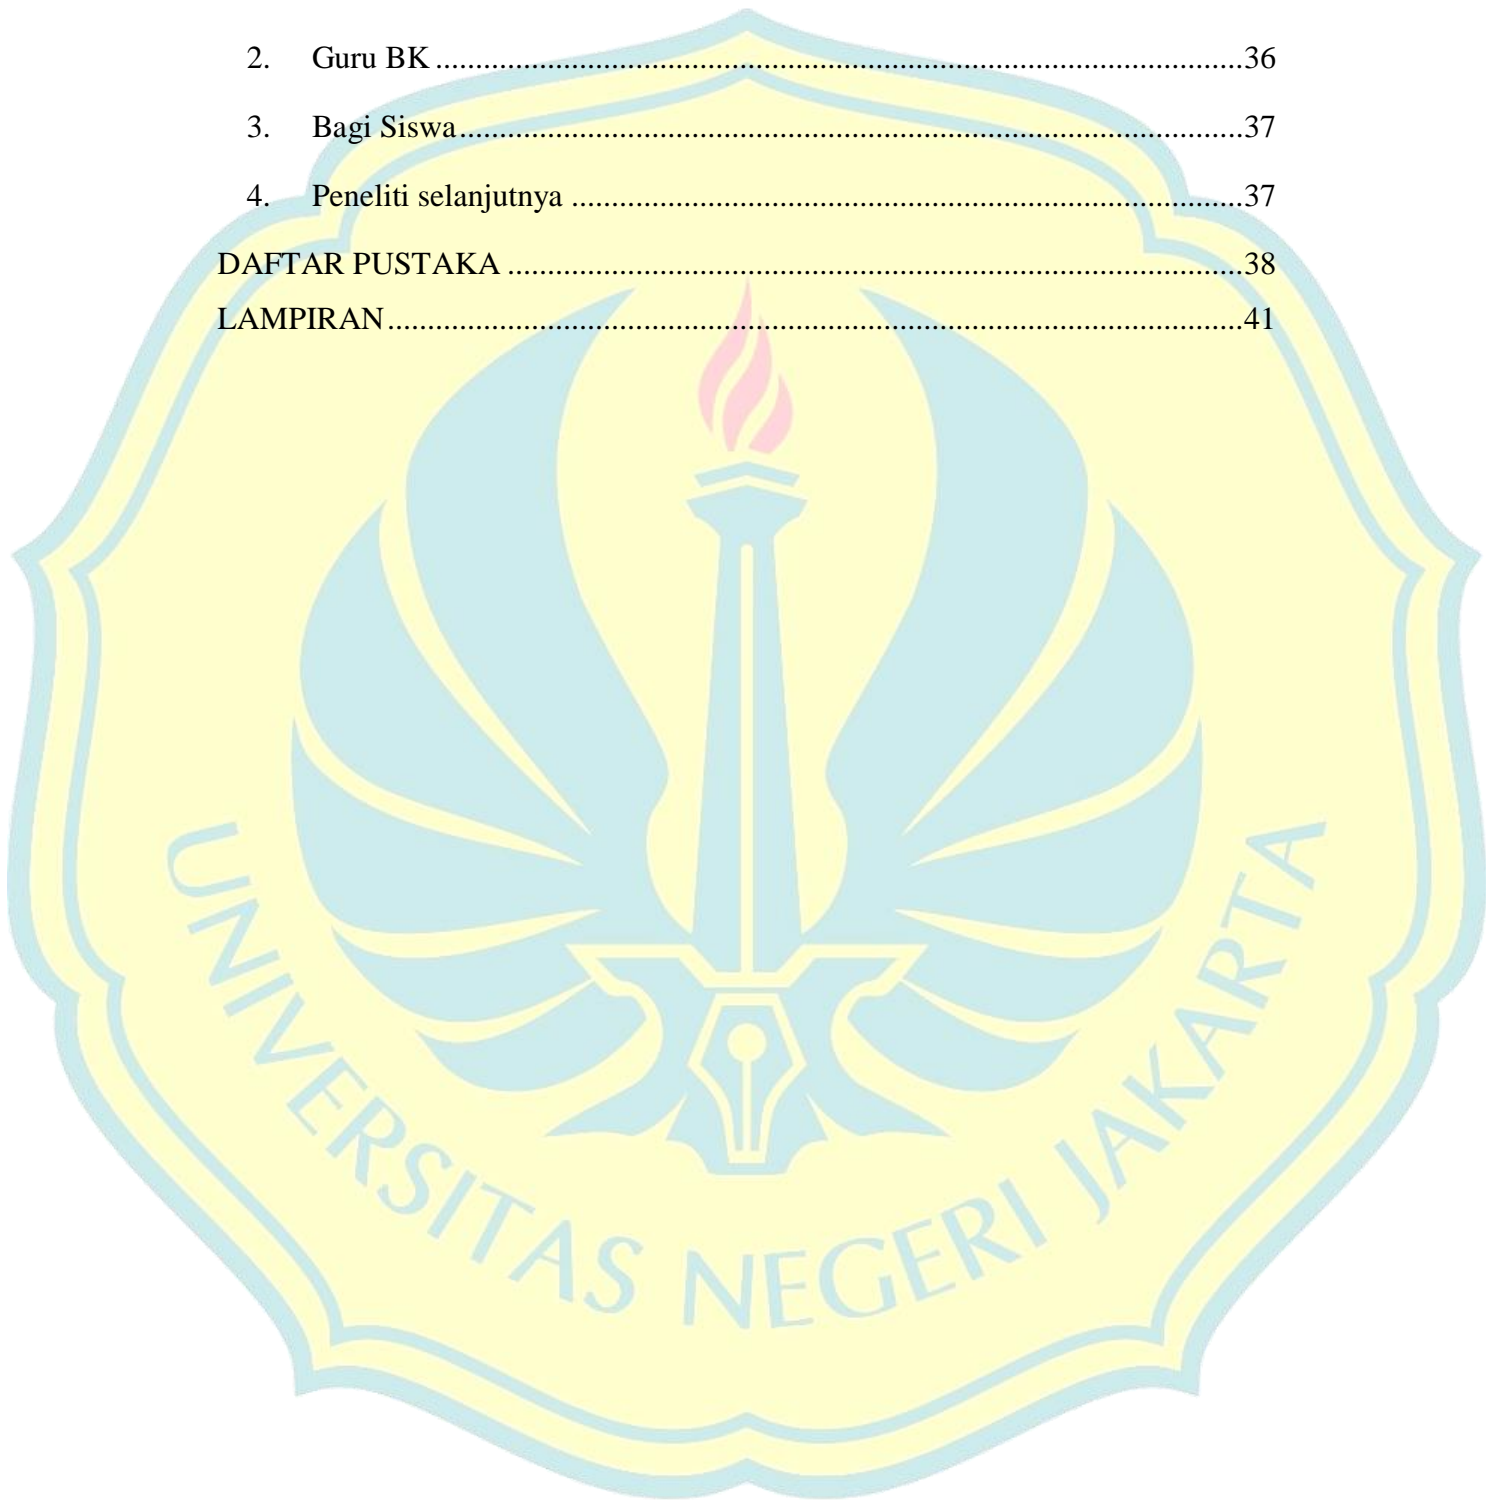 2. Guru BK ........................................................................................................36
3. Bagi Siswa.....................................................................................................37
4. Peneliti selanjutnya .......................................................................................37
DAFTAR PUSTAKA ...............................................................................................38
LAMPIRAN..............................................................................................................41
UNIVERSITAS NEGERI JAKARTA